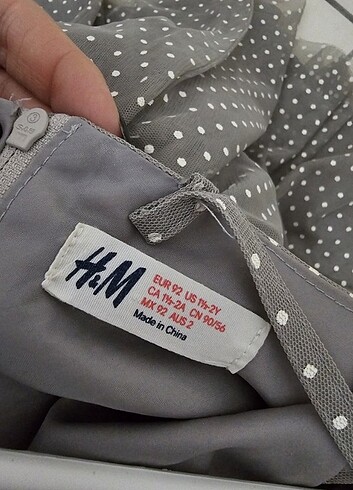 H&M
EUR 92 US 1½-2Y
CA 1½-2A CN 90/56
MX 92 AUS 2
Made in China